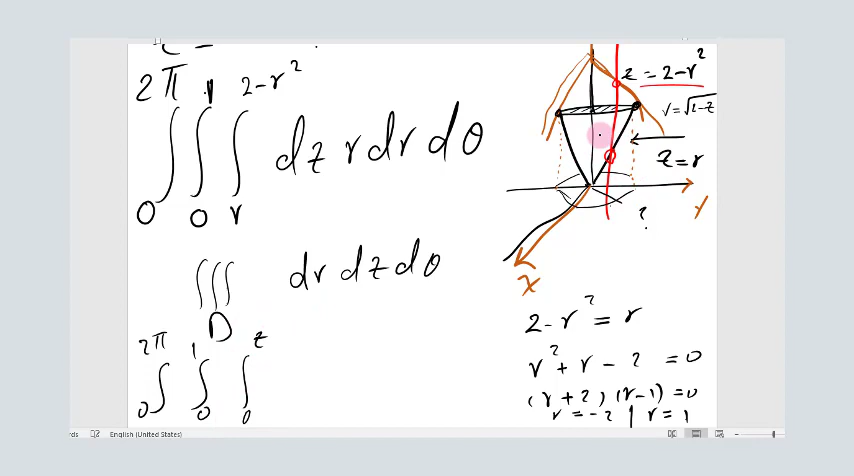 2π 1 2-r²
∫ ∫ ∫ dz r dr dθ
0 0 r
∭ dr dz dθ
D
2π 1 z
∫ ∫ ∫
0 0 0
z = 2-r²
r = √1-z
z = r
y
?
x
2-r² = r
r² + r - 2 = 0
(r+2)(r-1) = 0
r = -2 | r = 1
English (United States)